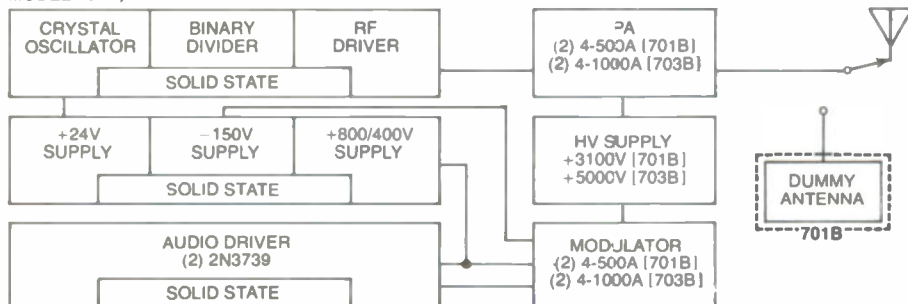 CRYSTAL
OSCILLATOR
BINARY
DIVIDER
RF
DRIVER
SOLID STATE
PA
(2) 4-500A [701B]
(2) 4-1000A [703B]
+24V
SUPPLY
-150V
SUPPLY
+800/400V
SUPPLY
SOLID STATE
HV SUPPLY
+3100V [701B]
+5000V [703B]
DUMMY
ANTENNA
701B
AUDIO DRIVER
(2) 2N3739
SOLID STATE
MODULATOR
(2) 4-500A [701B]
(2) 4-1000A [703B]